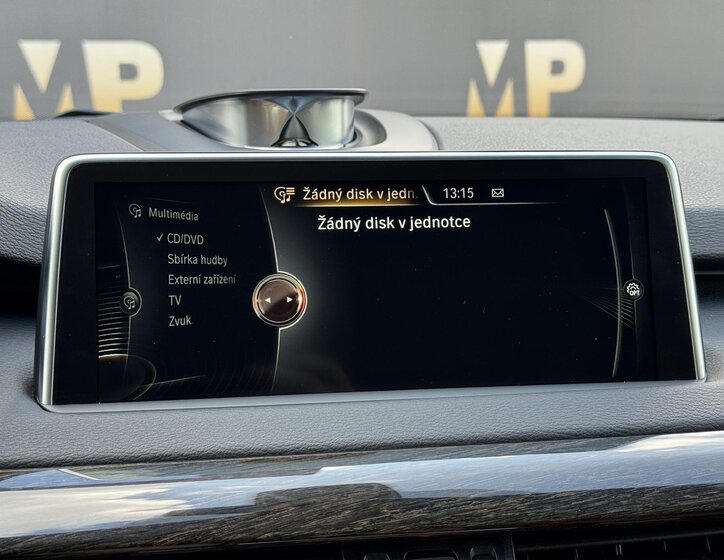 MP
MP
Žádný disk v jedn.
13:15
Multimédia
Žádný disk v jednotce
✓ CD/DVD
Sbírka hudby
Externí zařízení
TV
Zvuk
OPT